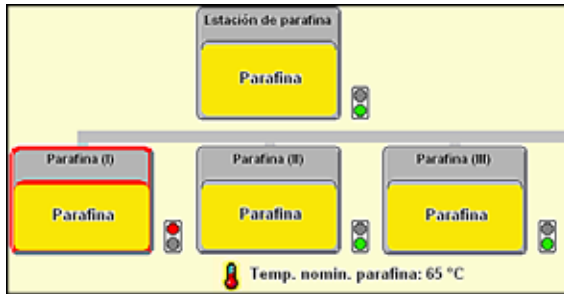 Estación de parafina
Parafina
Parafina (I)
Parafina (II)
Parafina (III)
Parafina
Parafina
Parafina
Temp. nomin. parafina: 65 °C